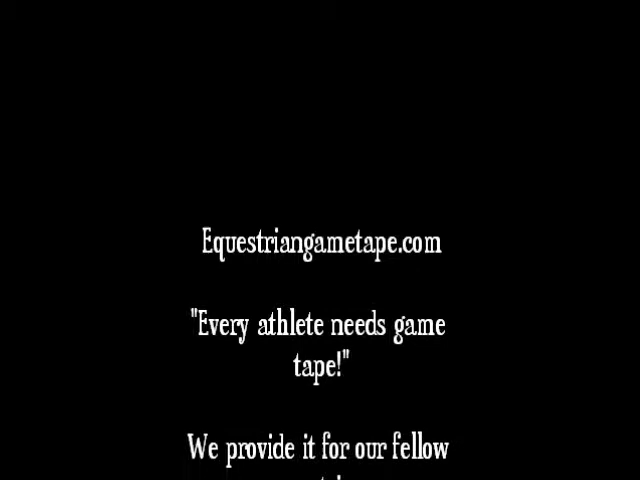 Equestriangametape.com
"Every athlete needs game
tape!"
We provide it for our fellow